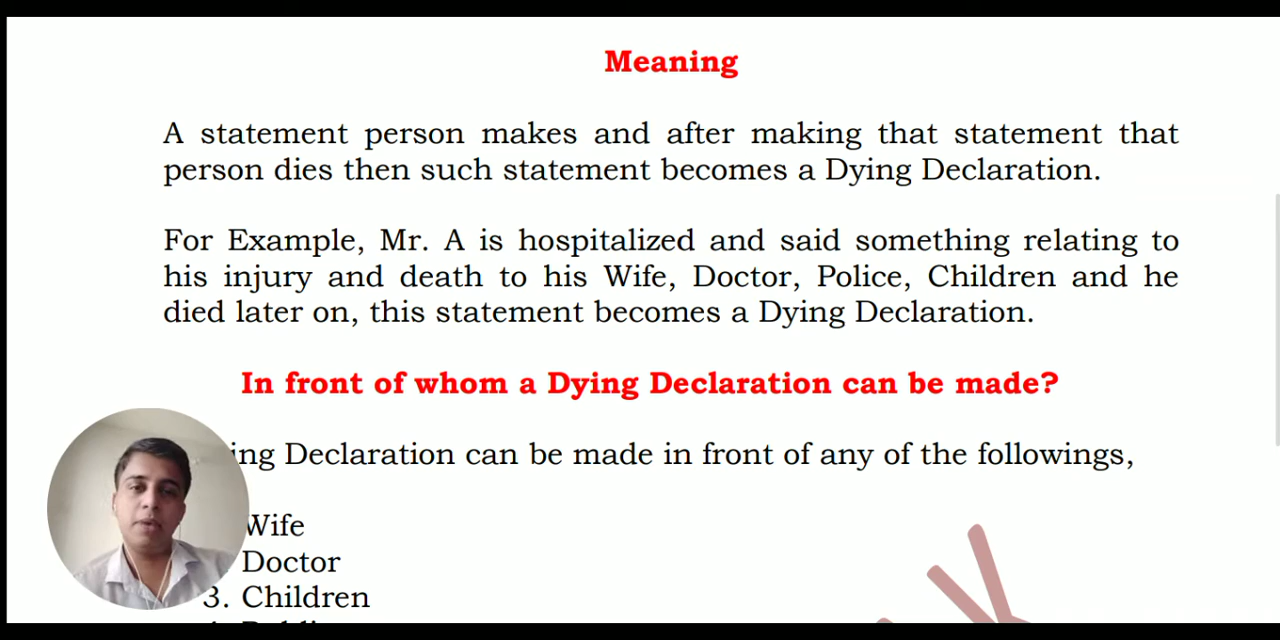 Meaning
A statement person makes and after making that statement that
person dies then such statement becomes a Dying Declaration.
For Example, Mr. A is hospitalized and said something relating to
his injury and death to his Wife, Doctor, Police, Children and he
died later on, this statement becomes a Dying Declaration.
In front of whom a Dying Declaration can be made?
ing Declaration can be made in front of any of the followings,
Wife
Doctor
3. Children